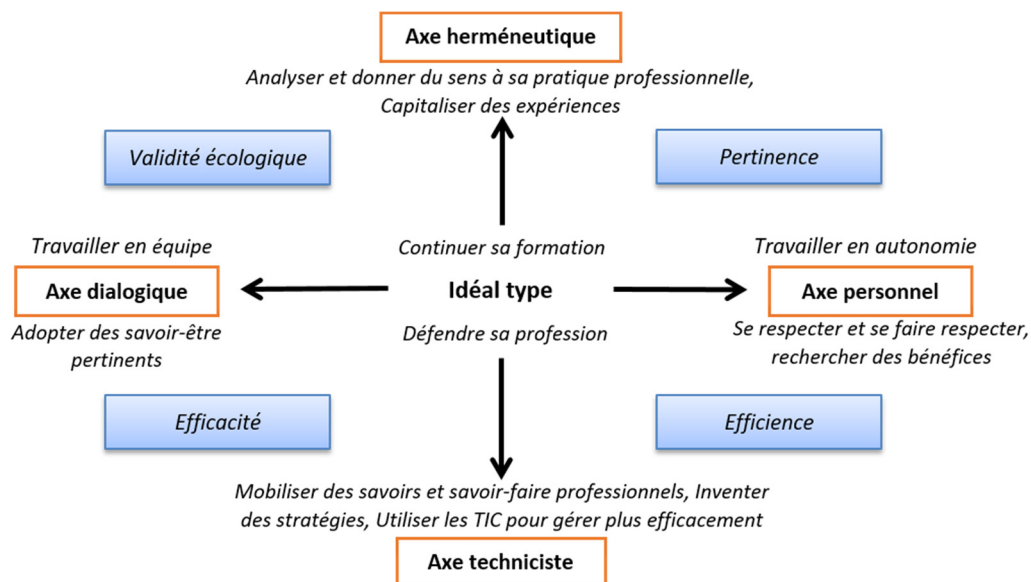 Axe herméneutique
Analyser et donner du sens à sa pratique professionnelle,
Capitaliser des expériences
Validité écologique
Pertinence
Travailler en équipe
Axe dialogique
Adopter des savoir-être
pertinents
Continuer sa formation
Idéal type
Défendre sa profession
Travailler en autonomie
Axe personnel
Se respecter et se faire respecter,
rechercher des bénéfices
Efficacité
Efficience
Mobiliser des savoirs et savoir-faire professionnels, Inventer
des stratégies, Utiliser les TIC pour gérer plus efficacement
Axe techniciste